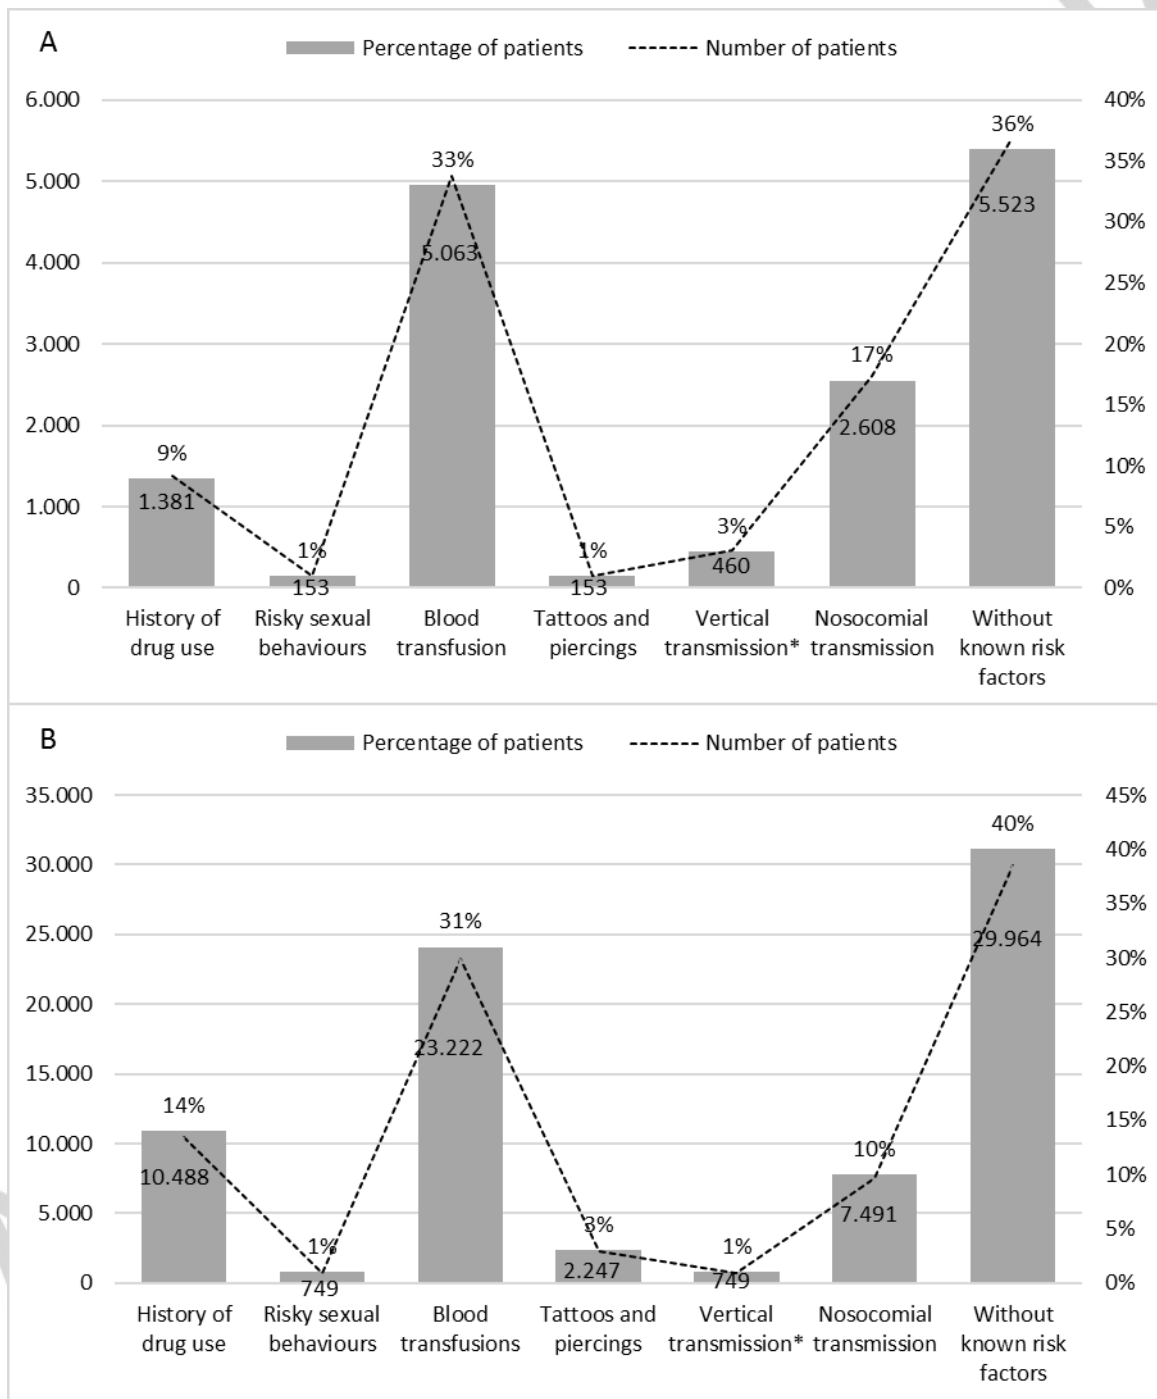 A
Percentage of patients Number of patients
6.000 40%
36%
33% 35%
5.000
5.523 30%
5.063
4.000 25%
3.000 20%
17%
15%
2.000 2.608
9% 10%
1.381
1.000
1% 1% 3% 5%
460
0 153 153 0%
History of Risky sexual Blood Tattoos and Vertical Nosocomial Without
drug use behaviours transfusion piercings transmission* transmission known risk
factors
B
Percentage of patients Number of patients
35.000 45%
40%
30.000 40%
31% 35%
25.000 29.964
30%
20.000 25%
23.222
15.000 20%
14% 15%
10.000 10%
10.488 10%
7.491
5.000 3% 5%
1% 1%
2.247
0 749 749 0%
History of Risky sexual Blood Tattoos and Vertical Nosocomial Without
drug use behaviours transfusions piercings transmission* transmission known risk
factors